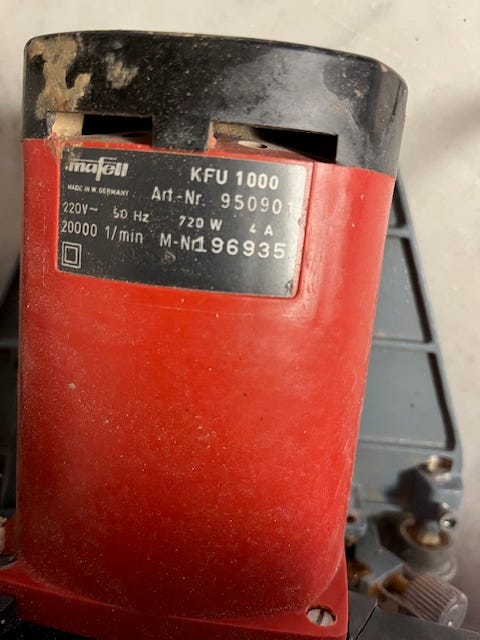 mafell KFU 1000
MADE IN W. GERMANY Art.-Nr. 950901
220V~ 50 Hz 720 W 4 A
20000 1/min M-Nr 196935